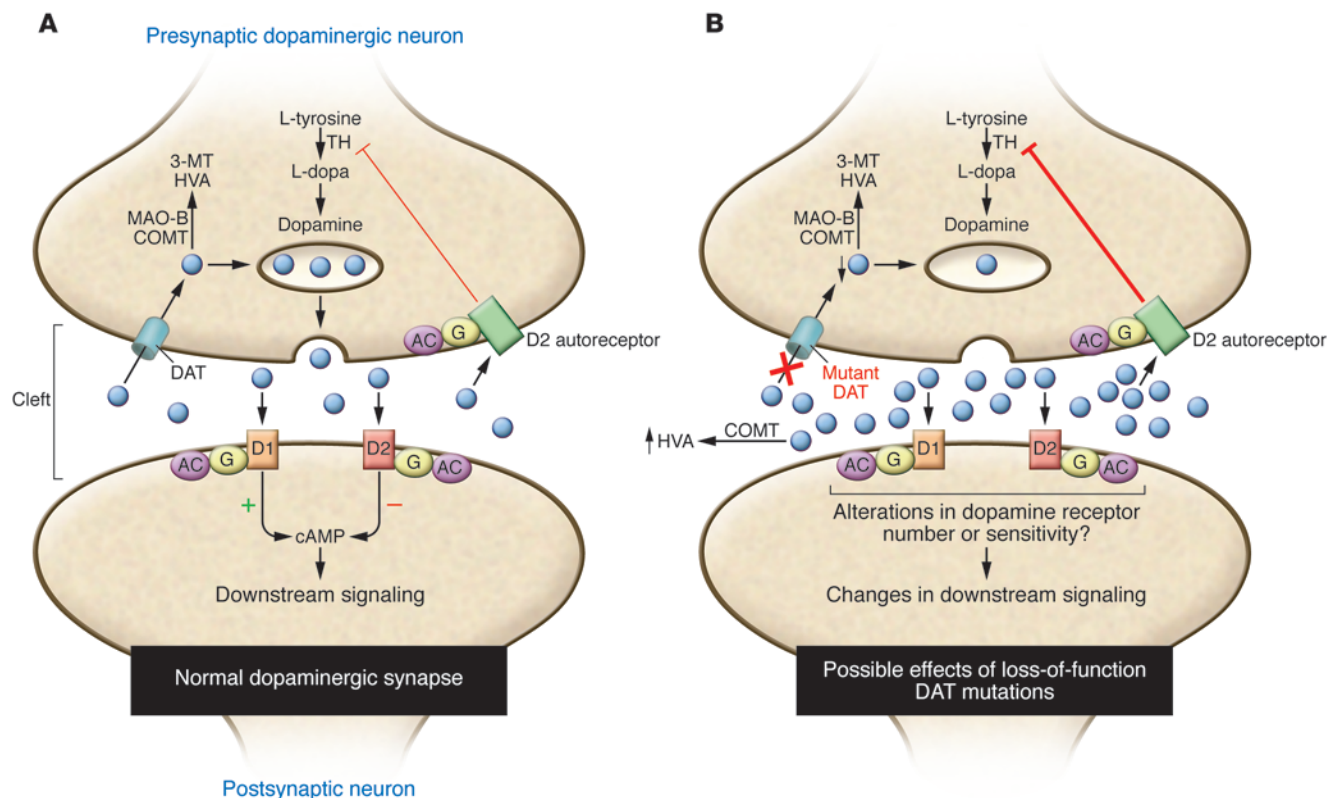 A
Presynaptic dopaminergic neuron
L-tyrosine
TH
L-dopa
Dopamine
3-MT
HVA
MAO-B
COMT
AC
G
D2 autoreceptor
DAT
Cleft
AC
G
D1
D2
G
AC
+
−
cAMP
Downstream signaling
Normal dopaminergic synapse
Postsynaptic neuron
B
L-tyrosine
TH
L-dopa
Dopamine
3-MT
HVA
MAO-B
COMT
AC
G
D2 autoreceptor
Mutant
DAT
HVA
COMT
AC
G
D1
D2
G
AC
Alterations in dopamine receptor
number or sensitivity?
Changes in downstream signaling
Possible effects of loss-of-function
DAT mutations